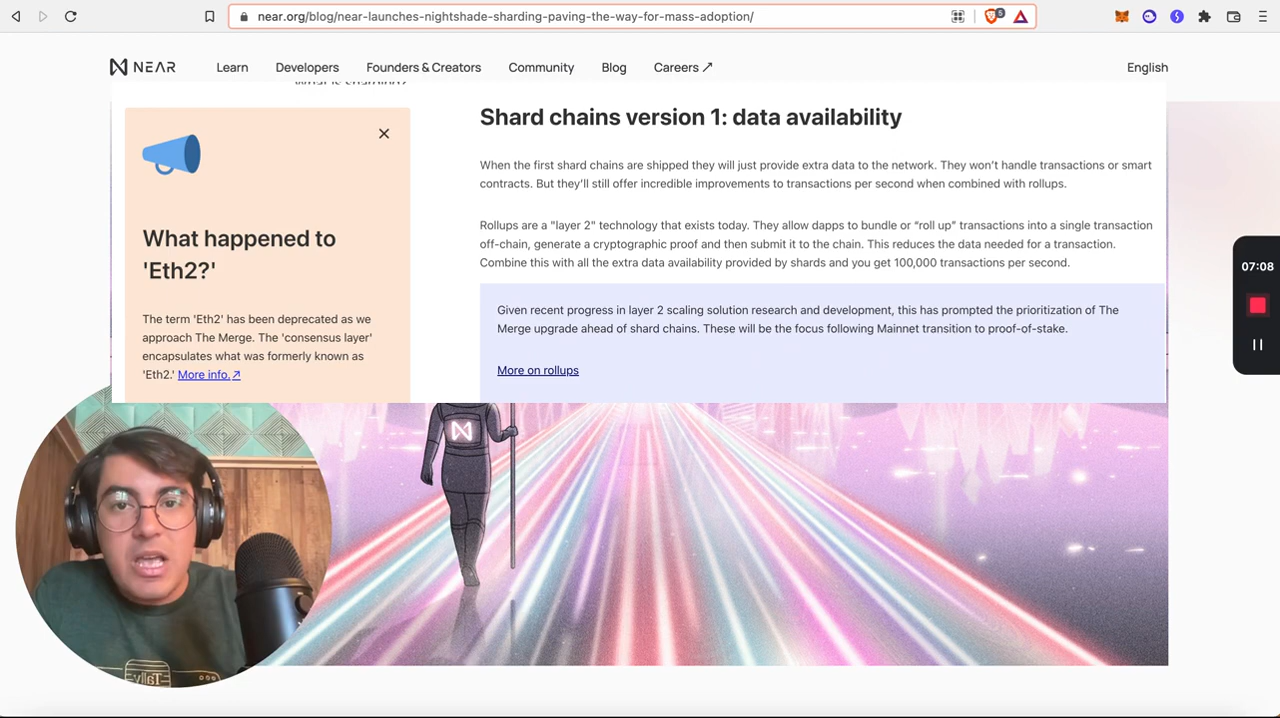 near.org/blog/near-launches-nightshade-sharding-paving-the-way-for-mass-adoption/
5
NEAR
Learn
Developers
Founders & Creators
Community
Blog
Careers ↗
English
What happened to
'Eth2?'
The term 'Eth2' has been deprecated as we
approach The Merge. The 'consensus layer'
encapsulates what was formerly known as
'Eth2.' More info. ↗
Shard chains version 1: data availability
When the first shard chains are shipped they will just provide extra data to the network. They won't handle transactions or smart
contracts. But they'll still offer incredible improvements to transactions per second when combined with rollups.
Rollups are a "layer 2" technology that exists today. They allow dapps to bundle or “roll up” transactions into a single transaction
off-chain, generate a cryptographic proof and then submit it to the chain. This reduces the data needed for a transaction.
Combine this with all the extra data availability provided by shards and you get 100,000 transactions per second.
Given recent progress in layer 2 scaling solution research and development, this has prompted the prioritization of The
Merge upgrade ahead of shard chains. These will be the focus following Mainnet transition to proof-of-stake.
More on rollups
07:08
Tally